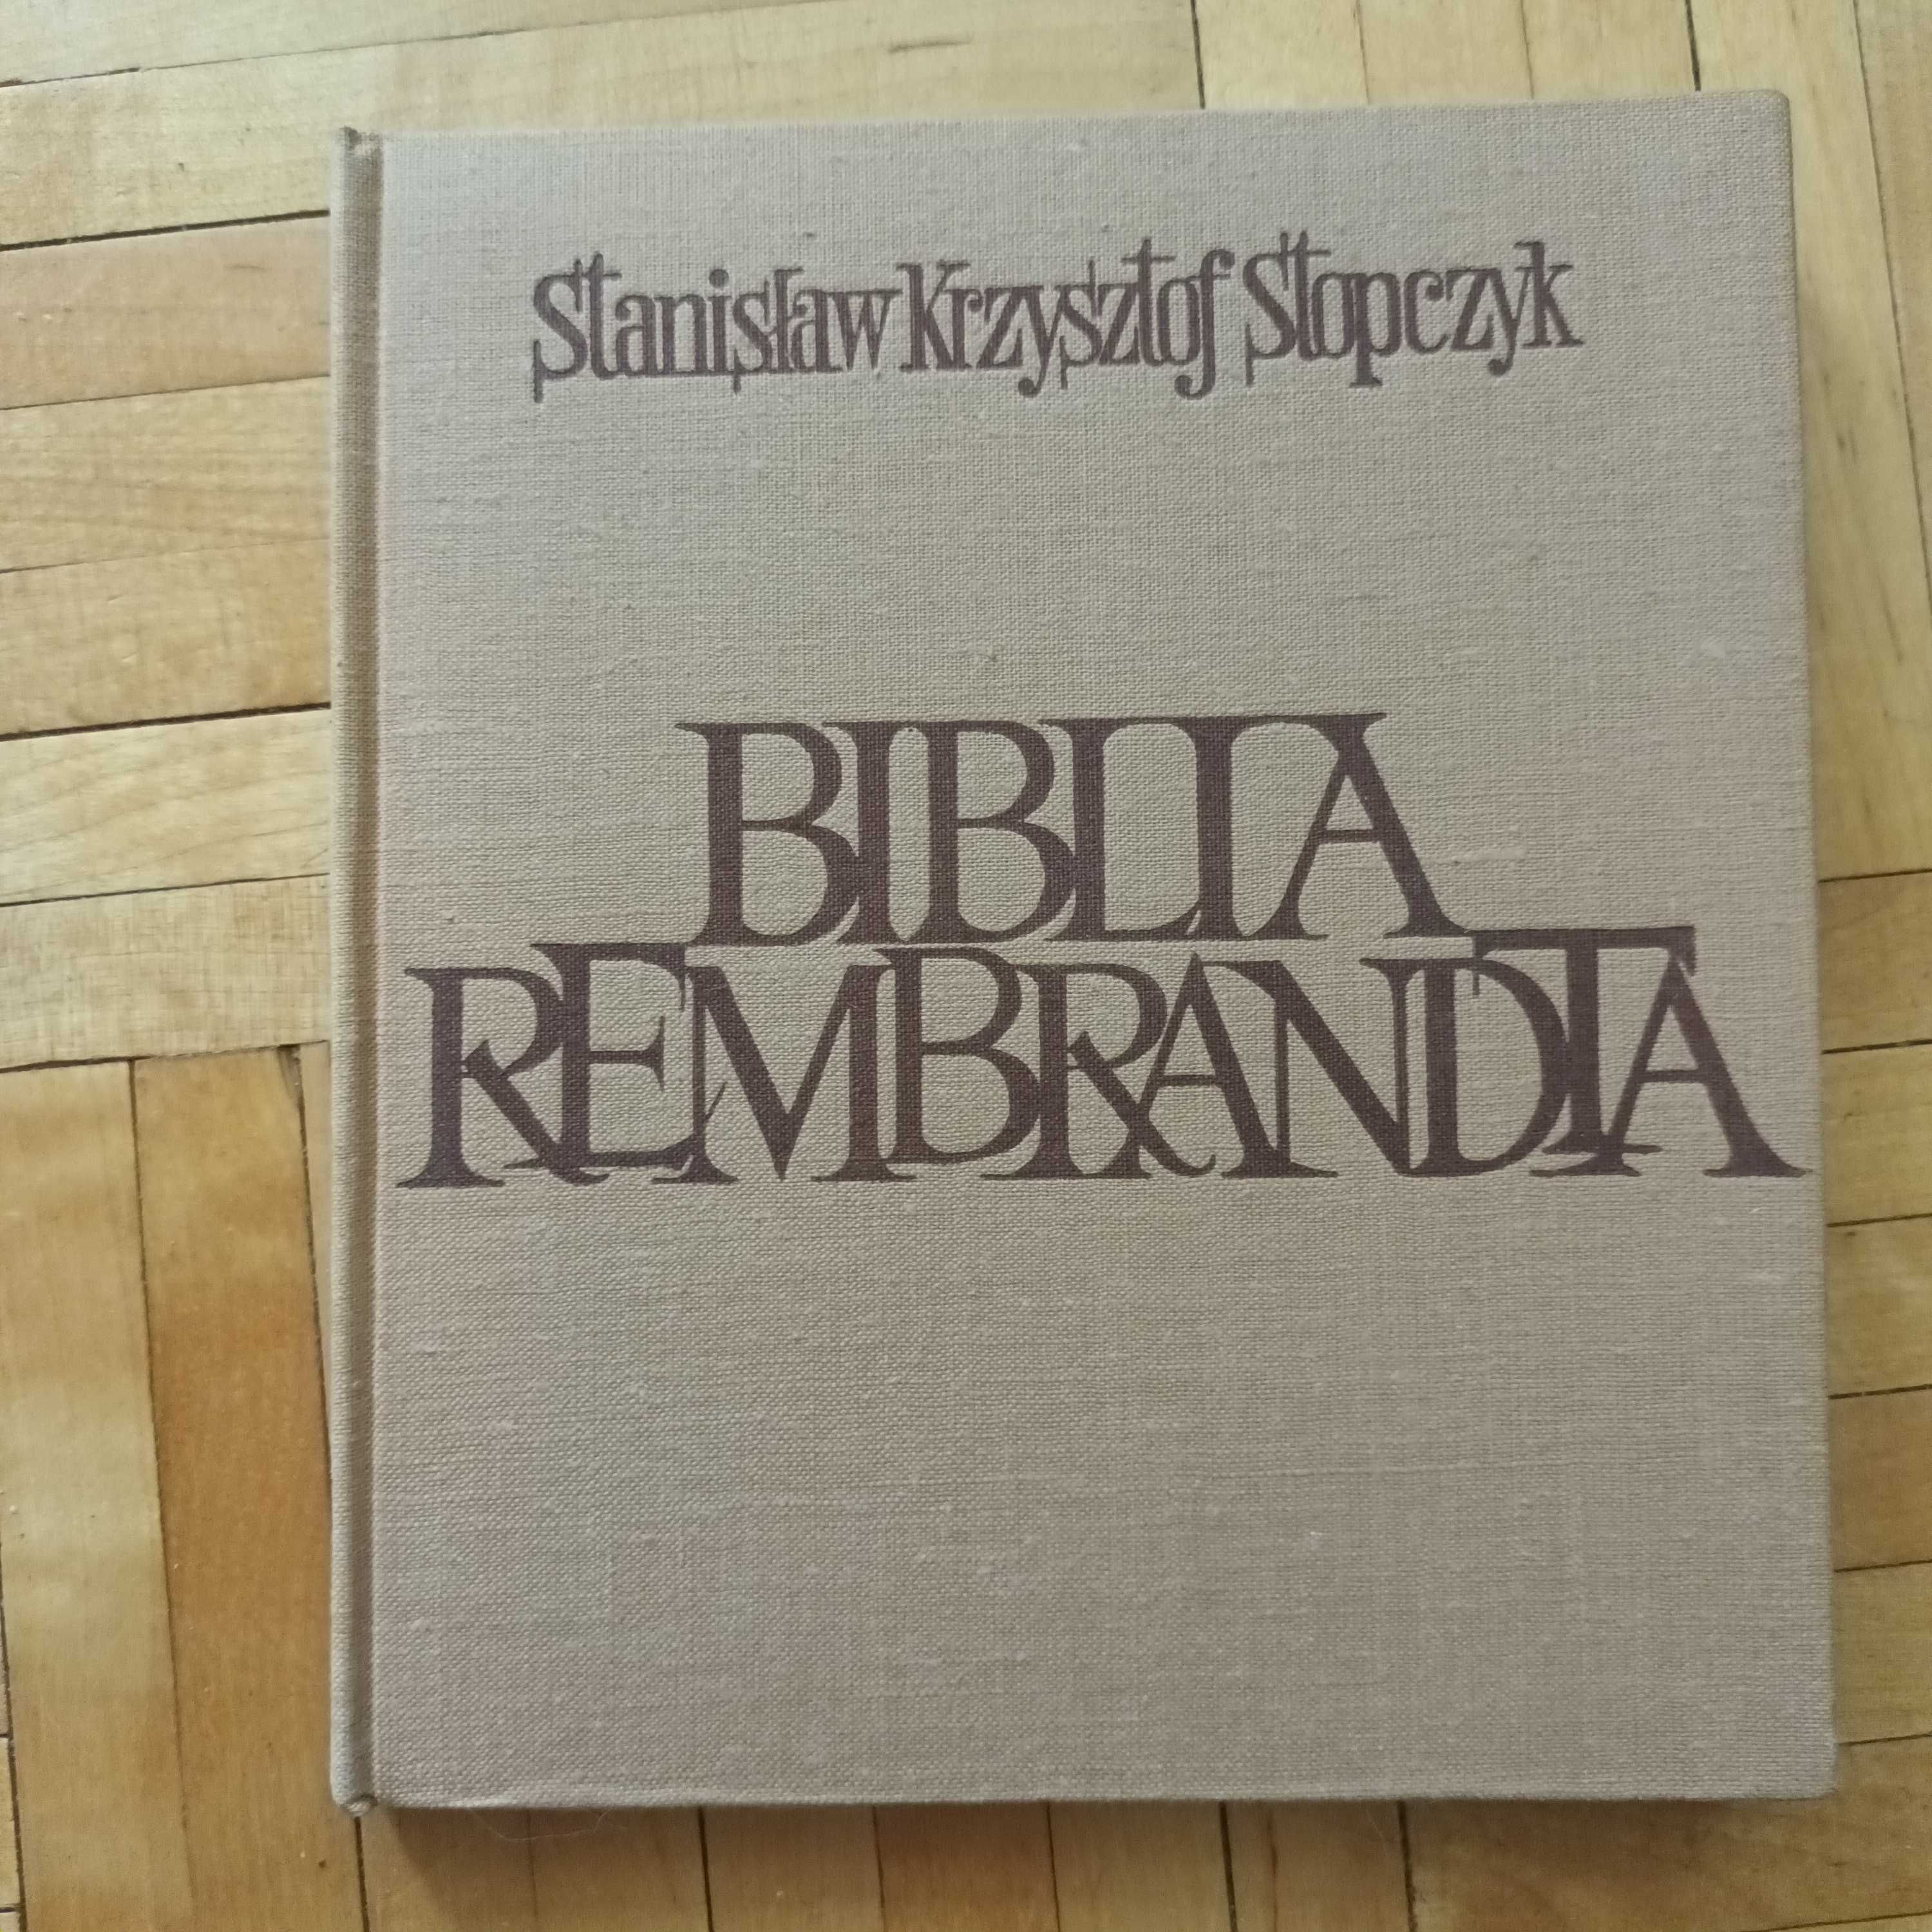 Stanisław Krzysztof Stopczyk
BIBLIA
REMBRANDTA